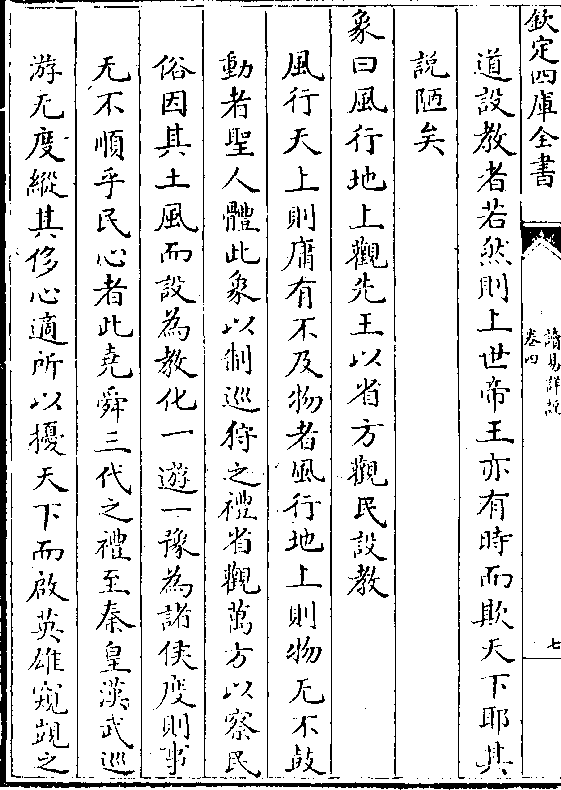 欽定四庫全書
讀易詳説
卷四
七
道設教者若然則上世帝王亦有時而欺天下耶其
説陋矣
象曰風行地上觀先王以省方觀民設教
風行天上則庸有不及物者風行地上則物无不鼓
動者聖人體此象以制巡狩之禮省觀萬方以察民
俗因其土風而設為教化一遊一豫為諸侯度則事
无不順乎民心者此堯舜三代之禮至秦皇漢武巡
游无度縱其侈心適所以擾天下而啟英雄窺覬之